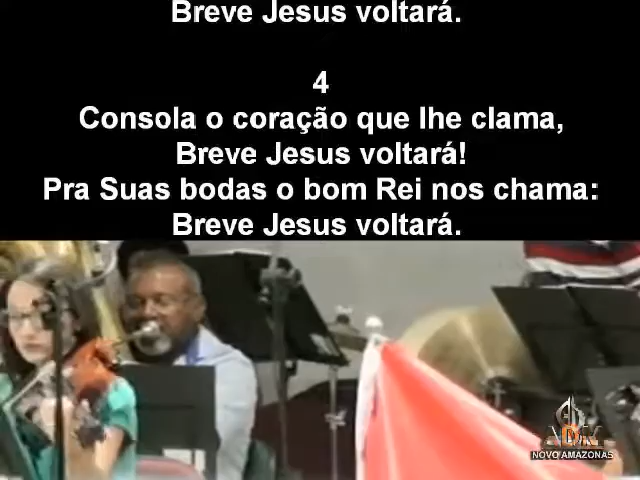 Breve Jesus voltará.
4
Consola o coração que lhe clama,
Breve Jesus voltará!
Pra Suas bodas o bom Rei nos chama:
Breve Jesus voltará.
NOVO AMAZONAS